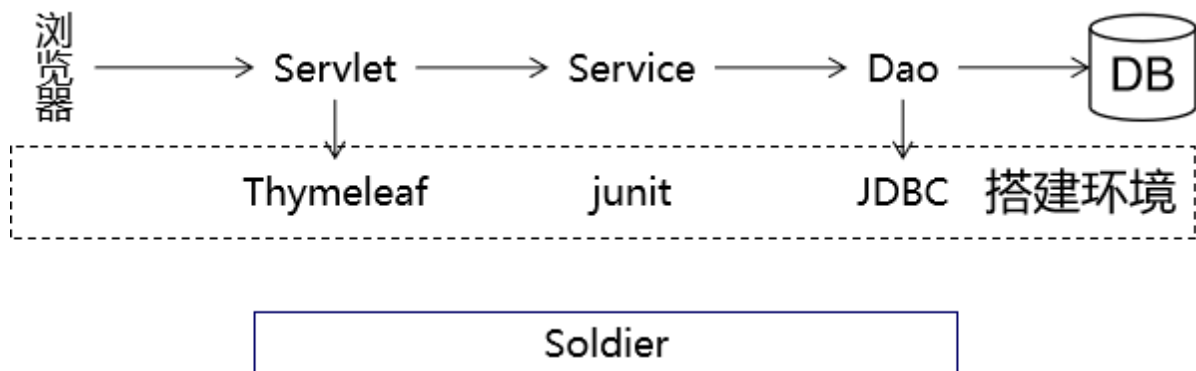 浏览器
Servlet
Service
Dao
DB
Thymeleaf
junit
JDBC
搭建环境
Soldier